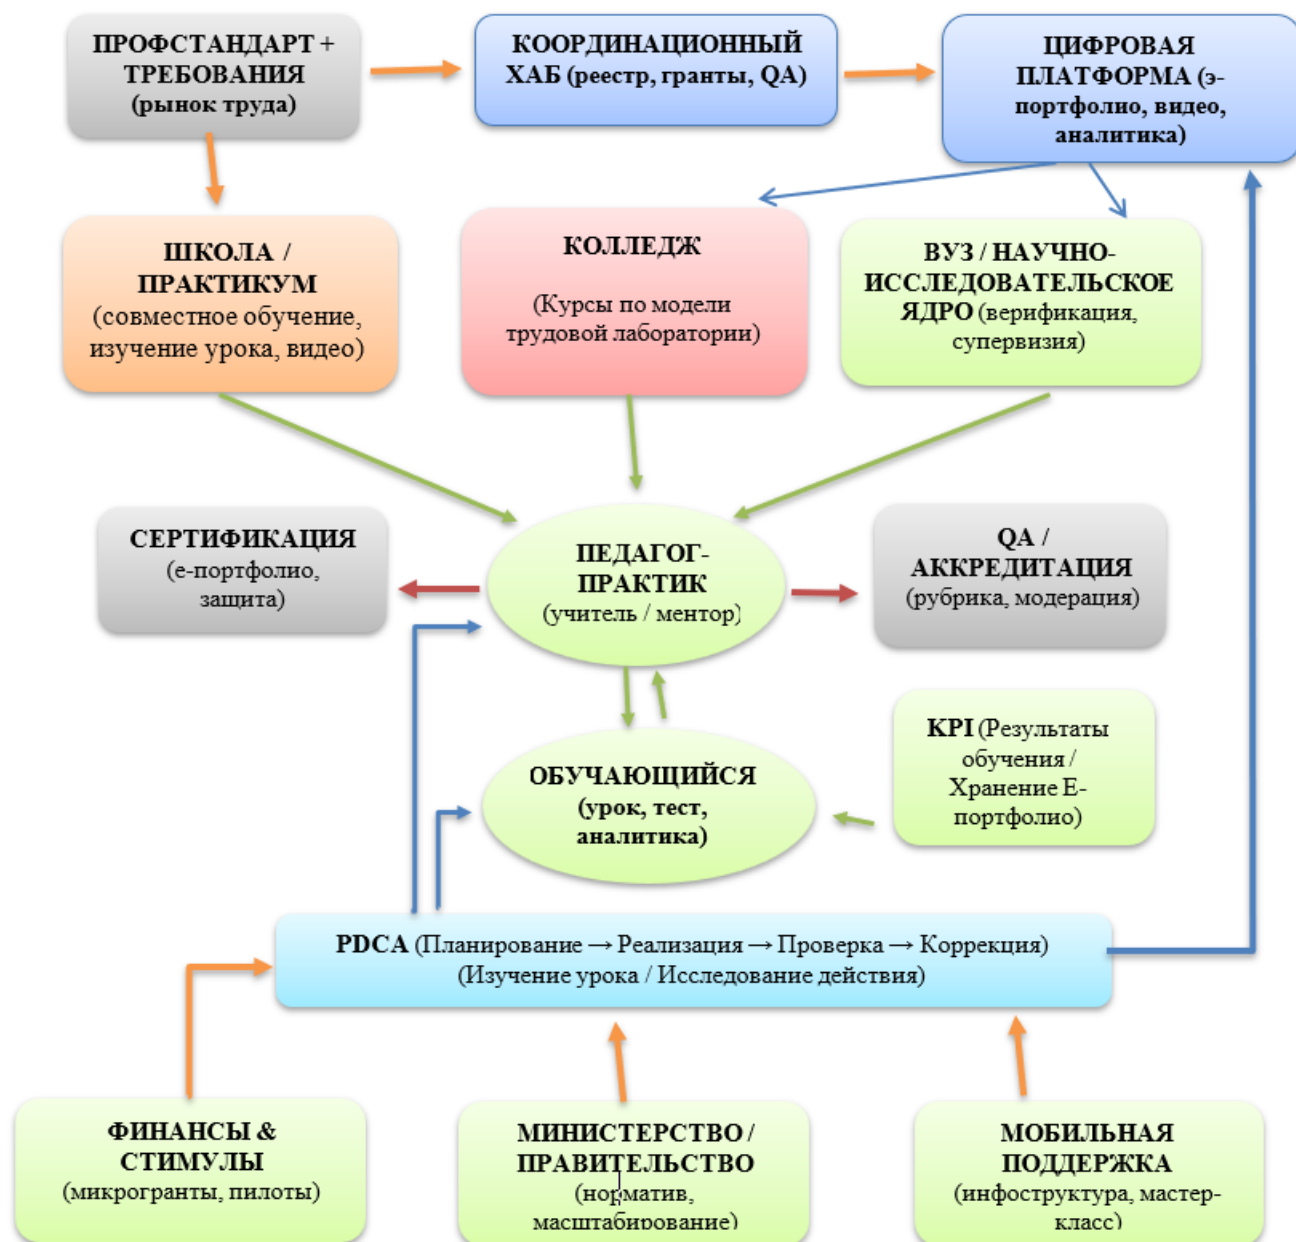 ПРОФСТАНДАРТ +
ТРЕБОВАНИЯ
(рынок труда)
КООРДИНАЦИОННЫЙ
ХАБ (реестр, гранты, QA)
ЦИФРОВАЯ
ПЛАТФОРМА (э-
портфолио, видео,
аналитика)
ШКОЛА /
ПРАКТИКУМ
(совместное обучение,
изучение урока, видео)
КОЛЛЕДЖ
(Курсы по модели
трудовой лаборатории)
ВУЗ / НАУЧНО-
ИССЛЕДОВАТЕЛЬСКОЕ
ЯДРО (верификация,
супервизия)
СЕРТИФИКАЦИЯ
(е-портфолио,
защита)
ПЕДАГОГ-
ПРАКТИК
(учитель / ментор)
QA /
АККРЕДИТАЦИЯ
(рубрика, модерация)
ОБУЧАЮЩИЙСЯ
(урок, тест,
аналитика)
KPI (Результаты
обучения /
Хранение Е-
портфолио)
PDCA (Планирование → Реализация → Проверка → Коррекция)
(Изучение урока / Исследование действия)
ФИНАНСЫ &
СТИМУЛЫ
(микрогранты, пилоты)
МИНИСТЕРСТВО /
ПРАВИТЕЛЬСТВО
(норматив,
масштабирование)
МОБИЛЬНАЯ
ПОДДЕРЖКА
(инфоструктура, мастер-
класс)